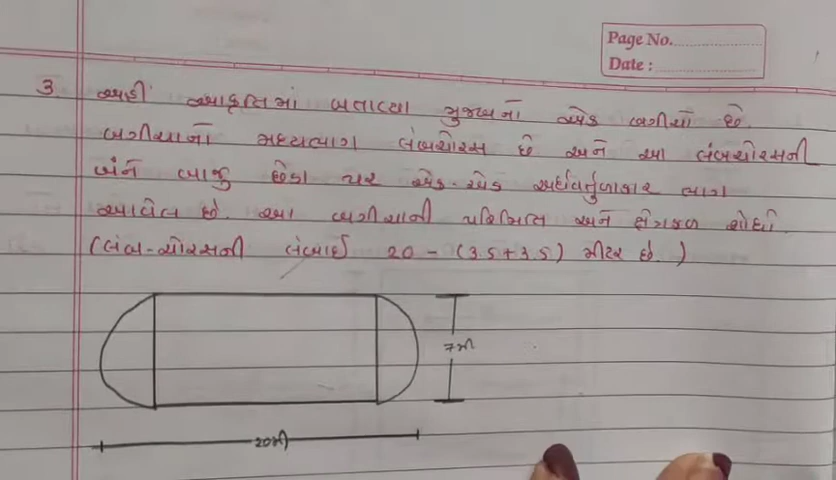 Page No.
Date :
3. અહીં આકૃતિમાં બતાવ્યા મુજબનો એક બગીચો છે.
બગીચાનો મધ્યભાગ લંબચોરસ છે અને આ લંબચોરસની
બંને બાજુ છેડા પર એક-એક અર્ધવર્તુળાકાર ભાગ
આવેલ છે. આ બગીચાની પરિમિતિ અને ક્ષેત્રફળ શોધો.
(લંબ-ચોરસની લંબાઈ 20 - (3.5+3.5) મીટર છે.)
7મી
20મી